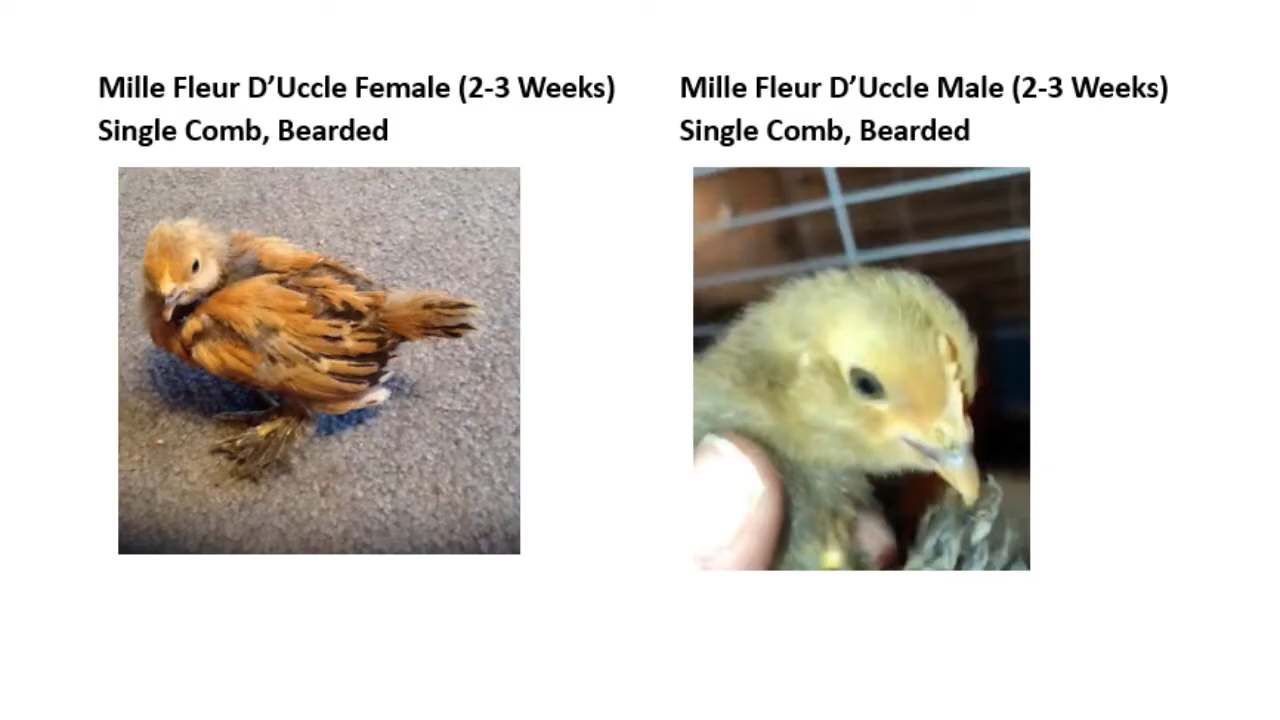 Mille Fleur D’Uccle Female (2-3 Weeks)
Single Comb, Bearded
Mille Fleur D’Uccle Male (2-3 Weeks)
Single Comb, Bearded